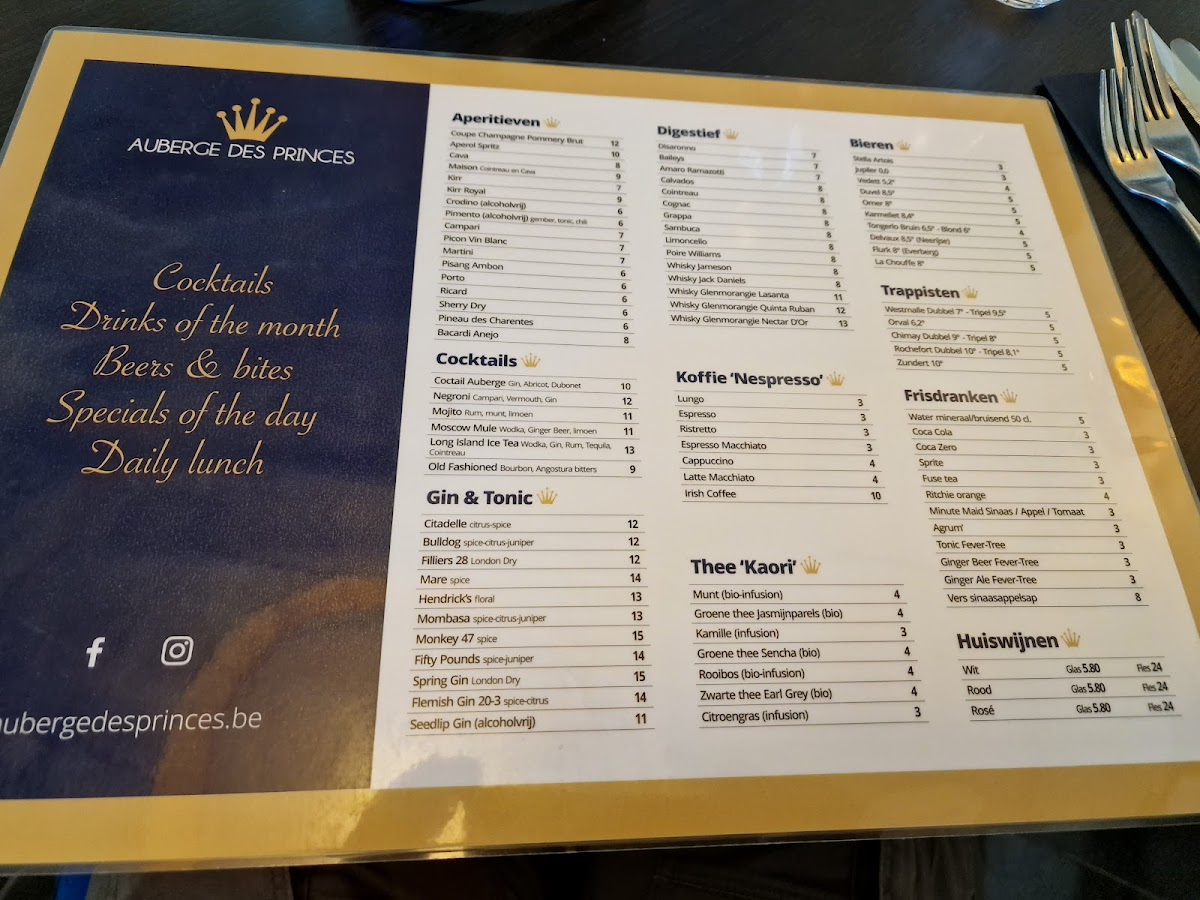 AUBERGE DES PRINCES
Cocktails
Drinks of the month
Beers & bites
Specials of the day
Daily lunch
aubergedesprinces.be
Aperitieven
Coupe Champagne Pommery Brut 12
Aperol Spritz 10
Cava 8
Maison Cointreau en Cava 9
Kirr 7
Kirr Royal 9
Crodino (alcoholvrij) 6
Pimento (alcoholvrij) gember, tonic, chili 6
Campari 7
Picon Vin Blanc 7
Martini 7
Pisang Ambon 6
Porto 6
Ricard 6
Sherry Dry 6
Pineau des Charentes 6
Bacardi Anejo 8
Cocktails
Coctail Auberge Gin, Abricot, Dubonet 10
Negroni Campari, Vermouth, Gin 12
Mojito Rum, munt, limoen 11
Moscow Mule Wodka, Ginger Beer, limoen 11
Long Island Ice Tea Wodka, Gin, Rum, Tequila, 13
Cointreau
Old Fashioned Bourbon, Angostura bitters 9
Gin & Tonic
Citadelle citrus-spice 12
Bulldog spice-citrus-juniper 12
Filliers 28 London Dry 12
Mare spice 14
Hendrick's floral 13
Mombasa spice-citrus-juniper 13
Monkey 47 spice 15
Fifty Pounds spice-juniper 14
Spring Gin London Dry 15
Flemish Gin 20-3 spice-citrus 14
Seedlip Gin (alcoholvrij) 11
Digestief
Disaronno 7
Baileys 7
Amaro Ramazotti 7
Calvados 8
Cointreau 8
Cognac 8
Grappa 8
Sambuca 8
Limoncello 8
Poire Williams 8
Whisky Jameson 8
Whisky Jack Daniels 8
Whisky Glenmorangie Lasanta 11
Whisky Glenmorangie Quinta Ruban 12
Whisky Glenmorangie Nectar D'Or 13
Koffie 'Nespresso'
Lungo 3
Espresso 3
Ristretto 3
Espresso Macchiato 3
Cappuccino 4
Latte Macchiato 4
Irish Coffee 10
Thee 'Kaori'
Munt (bio-infusion) 4
Groene thee Jasmijnparels (bio) 4
Kamille (infusion) 3
Groene thee Sencha (bio) 4
Rooibos (bio-infusion) 4
Zwarte thee Earl Grey (bio) 4
Citroengras (infusion) 3
Bieren
Stella Artois 3
Jupiler 0,0 3
Vedett 5,2° 4
Duvel 8,5° 5
Omer 8° 5
Karmeliet 8,4° 5
Tongerlo Bruin 6,5° - Blond 6° 4
Delvaux 8,5° (Neerijse) 5
Flurk 8° (Everberg) 5
La Chouffe 8° 5
Trappisten
Westmalle Dubbel 7° - Tripel 9,5° 5
Orval 6,2° 5
Chimay Dubbel 9° - Tripel 8° 5
Rochefort Dubbel 10° - Tripel 8,1° 5
Zundert 10° 5
Frisdranken
Water mineraal/bruisend 50 cl. 5
Coca Cola 3
Coca Zero 3
Sprite 3
Fuse tea 3
Ritchie orange 4
Minute Maid Sinaas / Appel / Tomaat 3
Agrum' 3
Tonic Fever-Tree 3
Ginger Beer Fever-Tree 3
Ginger Ale Fever-Tree 3
Vers sinaasappelsap 8
Huiswijnen
Wit Glas 5.80 Fles 24
Rood Glas 5.80 Fles 24
Rosé Glas 5.80 Fles 24